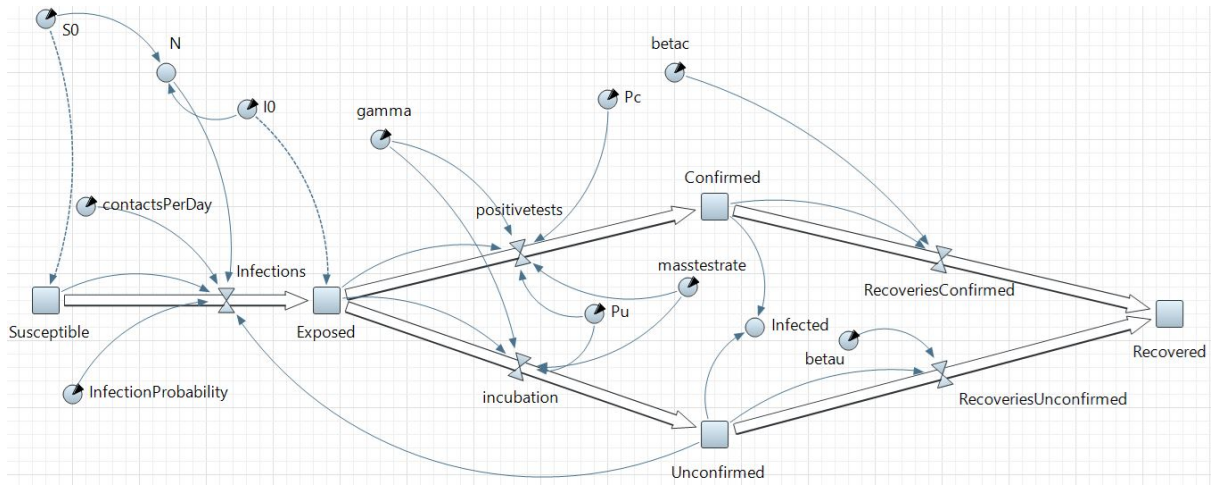 S0
N
I0
betac
Pc
gamma
contactsPerDay
Confirmed
positivetests
masstestrate
Infections
RecoveriesConfirmed
Susceptible
Exposed
Pu
Infected
betau
Recovered
InfectionProbability
incubation
RecoveriesUnconfirmed
Unconfirmed